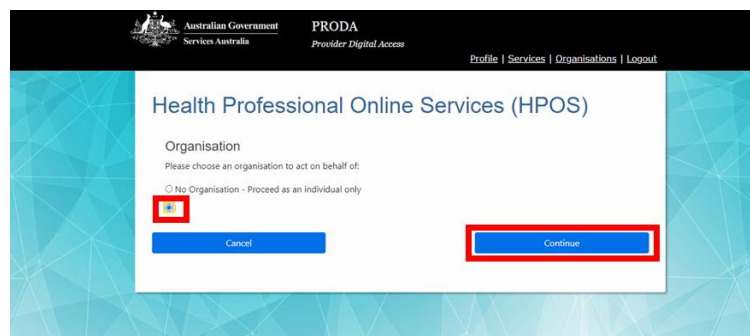 Australian Government
Services Australia
PRODA
Provider Digital Access
Profile | Services | Organisations | Logout
Health Professional Online Services (HPOS)
Organisation
Please choose an organisation to act on behalf of:
No Organisation - Proceed as an individual only
Cancel
Continue